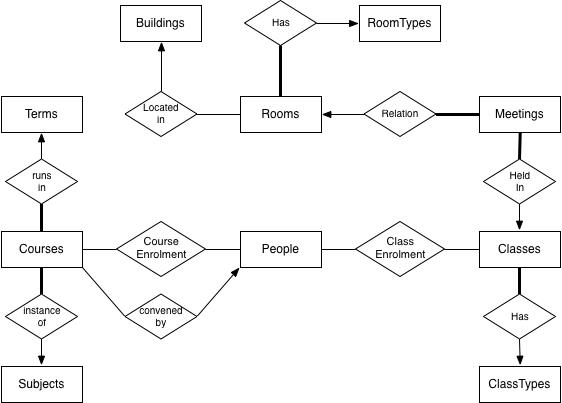 Buildings
Has
RoomTypes
Terms
Located
in
Rooms
Relation
Meetings
runs
in
Held
In
Courses
Course
Enrolment
People
Class
Enrolment
Classes
instance
of
convened
by
Has
Subjects
ClassTypes